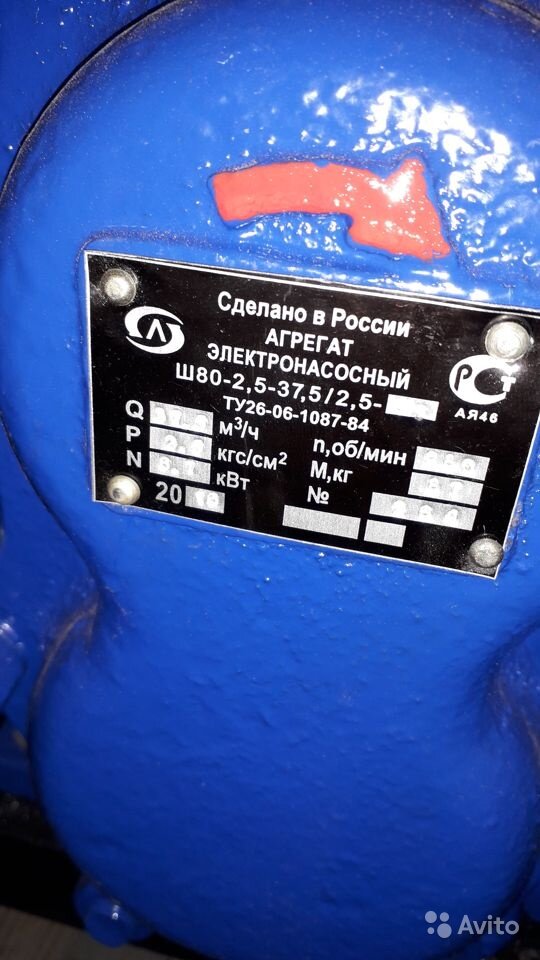 Сделано в России
АГРЕГАТ
ЭЛЕКТРОНАСОСНЫЙ
Ш80-2,5-37,5/2,5-
ТУ26-06-1087-84
Л
РСТ
АЯ46
Q м³/ч n,об/мин
P кгс/см² М,кг
N кВт №
20
Avito